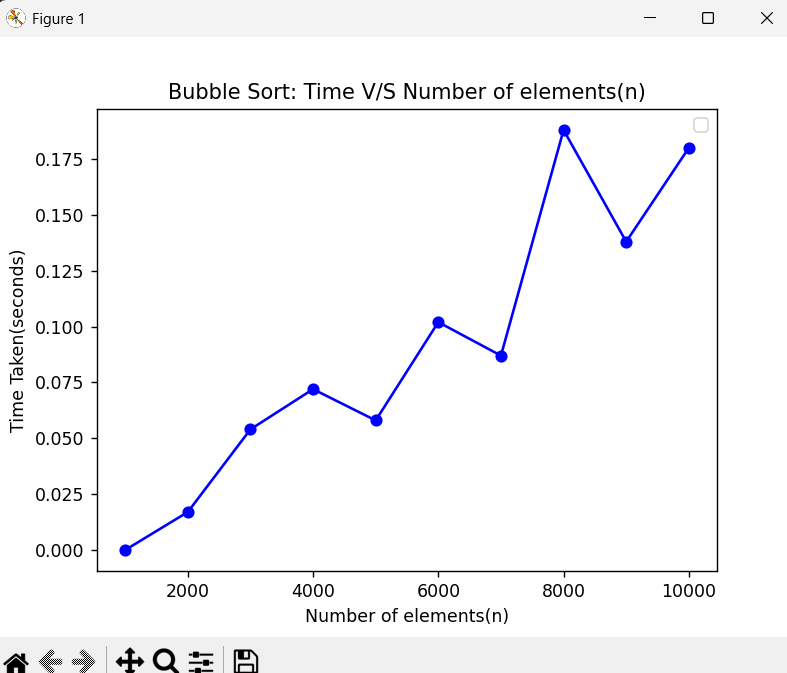 Figure 1
Bubble Sort: Time V/S Number of elements(n)
0.175
0.150
0.125
0.100
0.075
0.050
0.025
0.000
Time Taken(seconds)
2000 4000 6000 8000 10000
Number of elements(n)